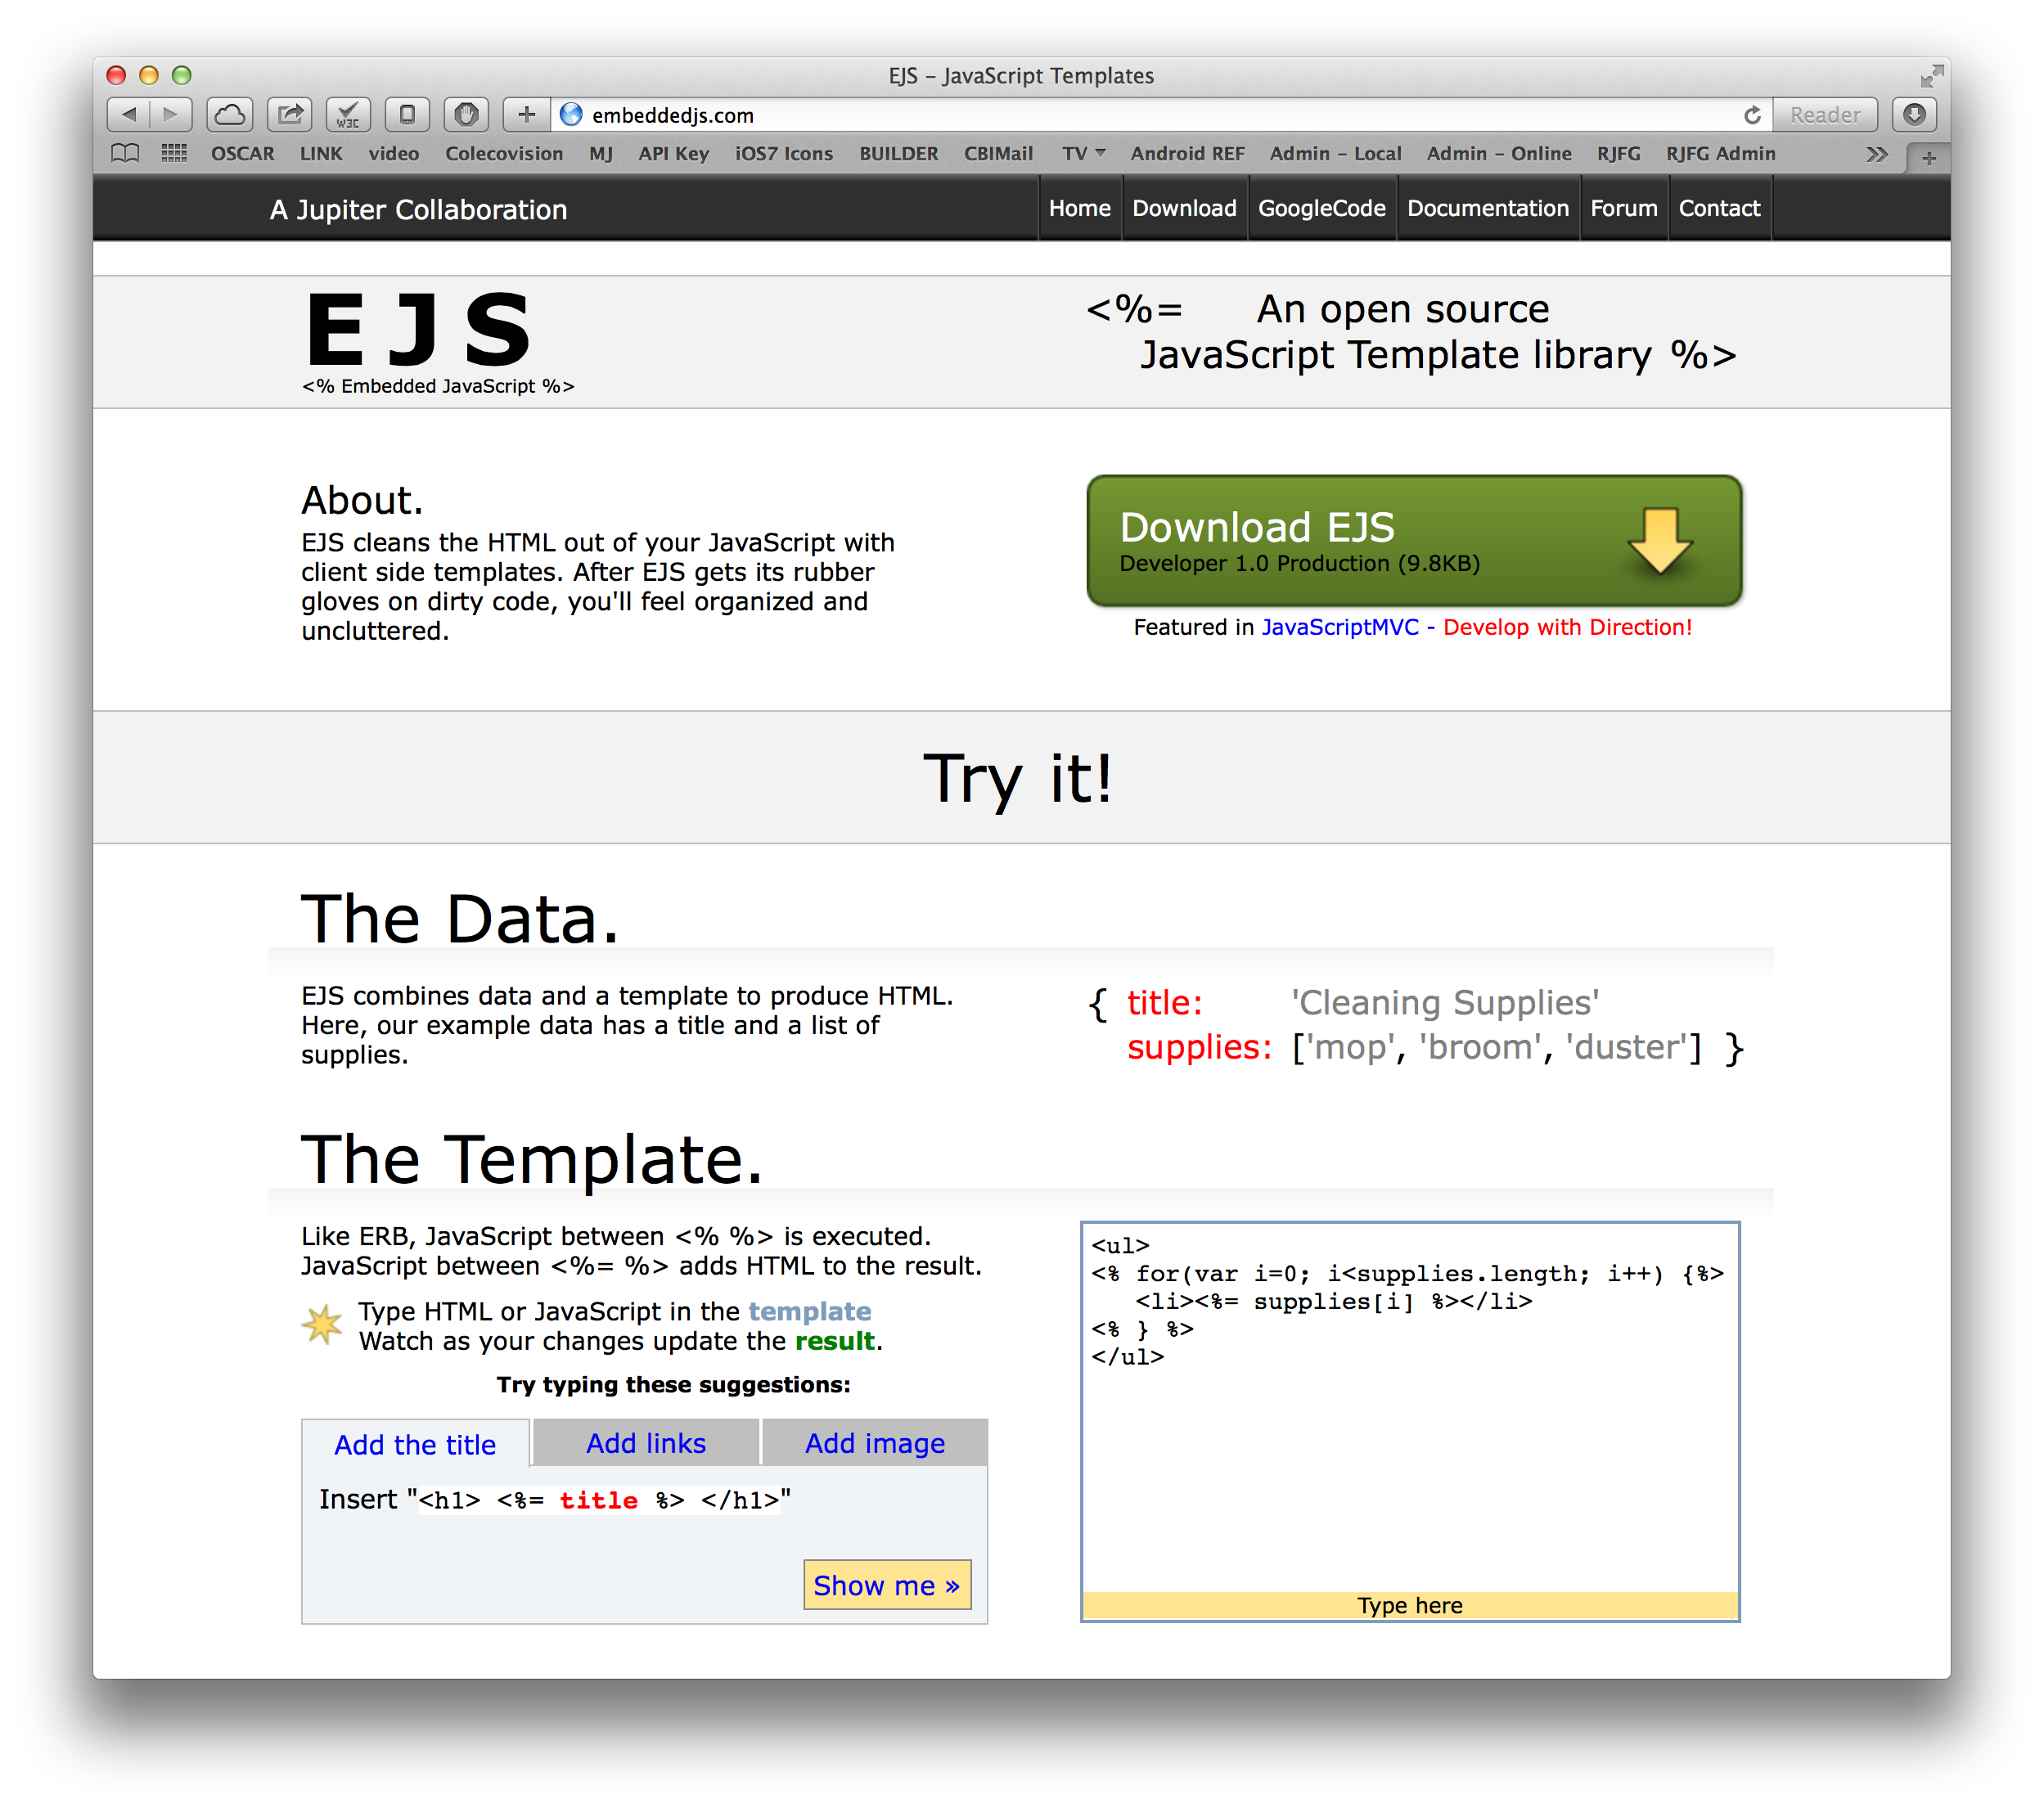 EJS – JavaScript Templates
W3C
embeddedjs.com
Reader
OSCAR LINK video Colecovision MJ API Key iOS7 Icons BUILDER CBIMail TV Android REF Admin – Local Admin – Online RJFG RJFG Admin
A Jupiter Collaboration
Home Download GoogleCode Documentation Forum Contact
EJS
<% Embedded JavaScript %>
<%= An open source
JavaScript Template library %>
About.
EJS cleans the HTML out of your JavaScript with
client side templates. After EJS gets its rubber
gloves on dirty code, you'll feel organized and
uncluttered.
Download EJS
Developer 1.0 Production (9.8KB)
Featured in JavaScriptMVC - Develop with Direction!
Try it!
The Data.
EJS combines data and a template to produce HTML.
Here, our example data has a title and a list of
supplies.
{ title: 'Cleaning Supplies'
supplies: ['mop', 'broom', 'duster'] }
The Template.
Like ERB, JavaScript between <% %> is executed.
JavaScript between <%= %> adds HTML to the result.
Type HTML or JavaScript in the template
Watch as your changes update the result.
Try typing these suggestions:
Add the title Add links Add image
Insert "<h1> <%= title %> </h1>"
Show me »
<ul>
<% for(var i=0; i<supplies.length; i++) {%>
<li><%= supplies[i] %></li>
<% } %>
</ul>
Type here